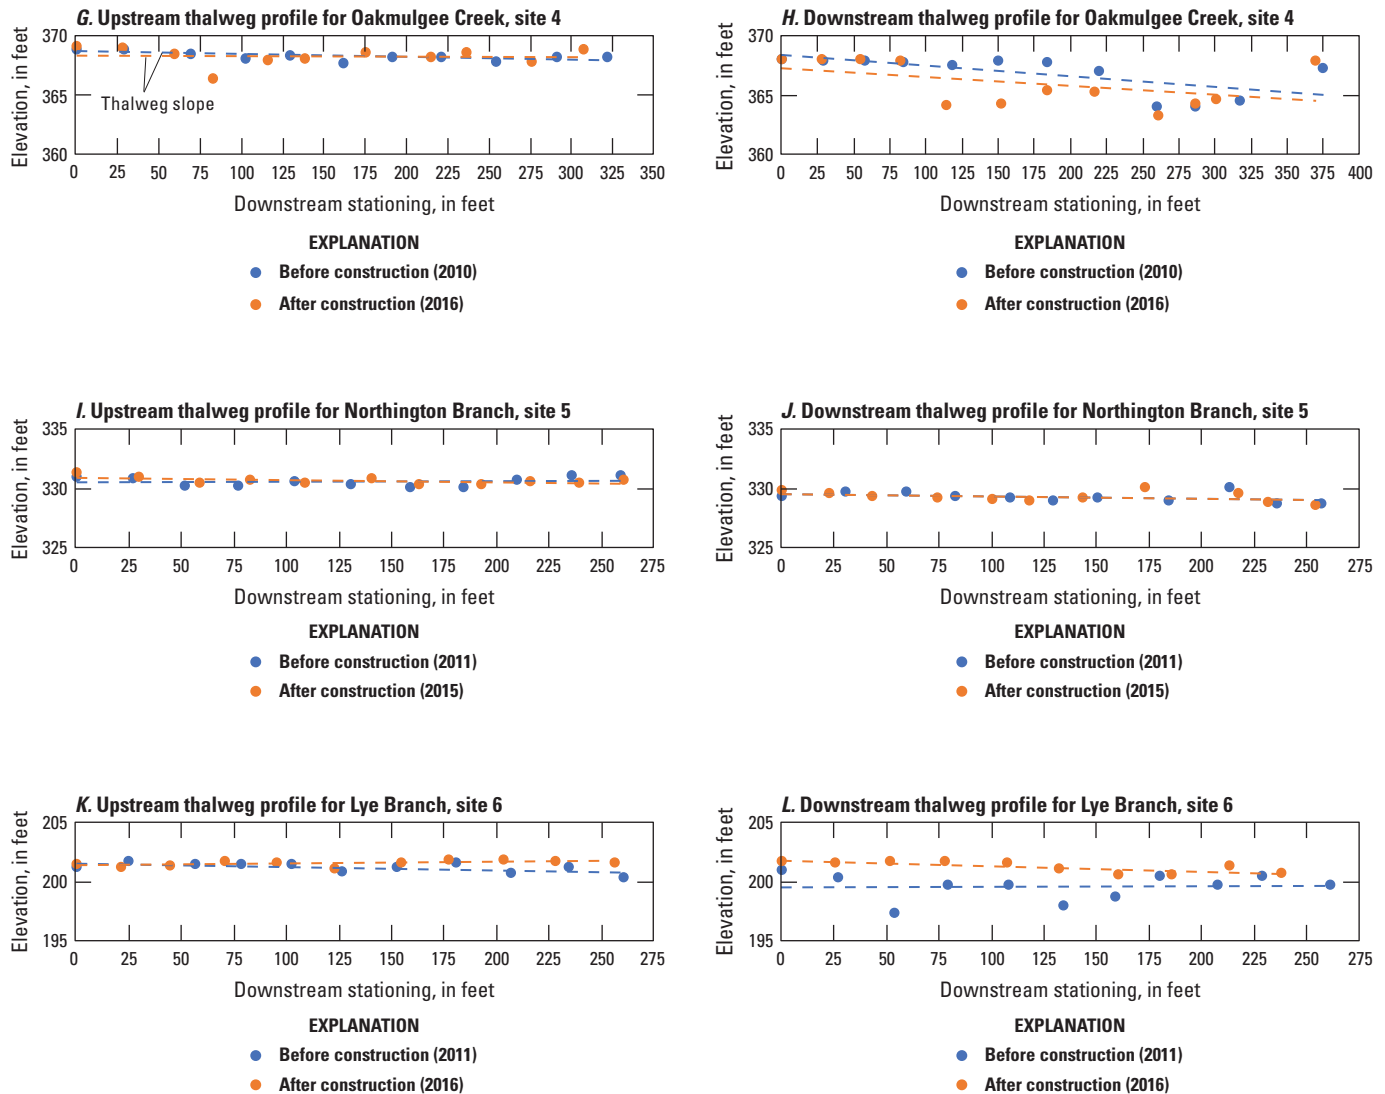 G. Upstream thalweg profile for Oakmulgee Creek, site 4
Elevation, in feet
370
365
360
Thalweg slope
0 25 50 75 100 125 150 175 200 225 250 275 300 325 350
Downstream stationing, in feet
EXPLANATION
Before construction (2010)
After construction (2016)
H. Downstream thalweg profile for Oakmulgee Creek, site 4
Elevation, in feet
370
365
360
0 25 50 75 100 125 150 175 200 225 250 275 300 325 350 375 400
Downstream stationing, in feet
EXPLANATION
Before construction (2010)
After construction (2016)
I. Upstream thalweg profile for Northington Branch, site 5
Elevation, in feet
335
330
325
0 25 50 75 100 125 150 175 200 225 250 275
Downstream stationing, in feet
EXPLANATION
Before construction (2011)
After construction (2015)
J. Downstream thalweg profile for Northington Branch, site 5
Elevation, in feet
335
330
325
0 25 50 75 100 125 150 175 200 225 250 275
Downstream stationing, in feet
EXPLANATION
Before construction (2011)
After construction (2015)
K. Upstream thalweg profile for Lye Branch, site 6
Elevation, in feet
205
200
195
0 25 50 75 100 125 150 175 200 225 250 275
Downstream stationing, in feet
EXPLANATION
Before construction (2011)
After construction (2016)
L. Downstream thalweg profile for Lye Branch, site 6
Elevation, in feet
205
200
195
0 25 50 75 100 125 150 175 200 225 250 275
Downstream stationing, in feet
EXPLANATION
Before construction (2011)
After construction (2016)